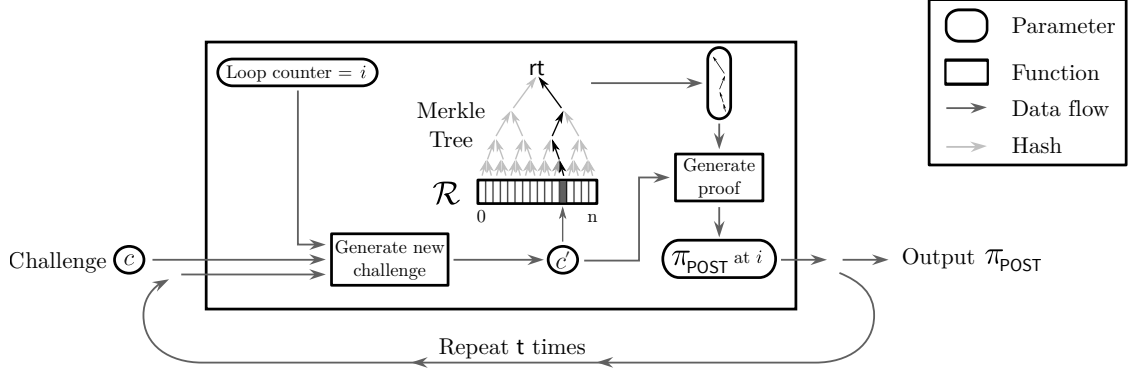 Parameter
Function
Data flow
Hash
Loop counter = i
rt
Merkle
Tree
ℛ
0 n
Generate
proof
Challenge c
Generate new
challenge
c′
π_POST at i
Output π_POST
Repeat t times